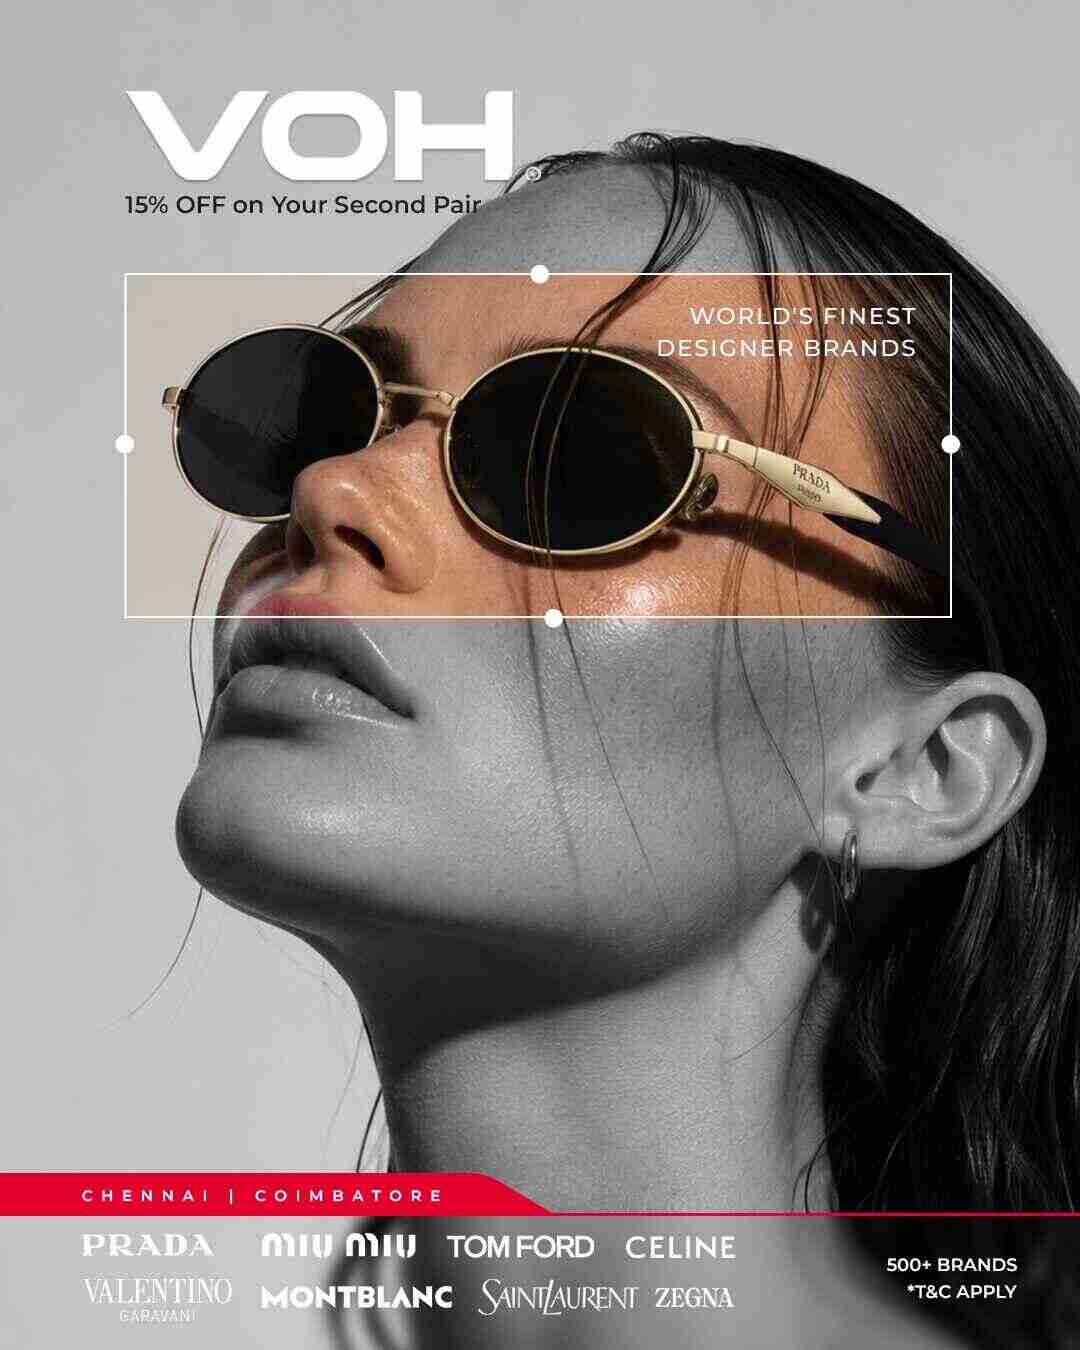 VOH®
15% OFF on Your Second Pair
WORLD'S FINEST
DESIGNER BRANDS
PRADA
CHENNAI | COIMBATORE
PRADA MIU MIU TOM FORD CELINE
VALENTINO
GARAVANI
MONTBLANC SAINT LAURENT ZEGNA
500+ BRANDS
*T&C APPLY